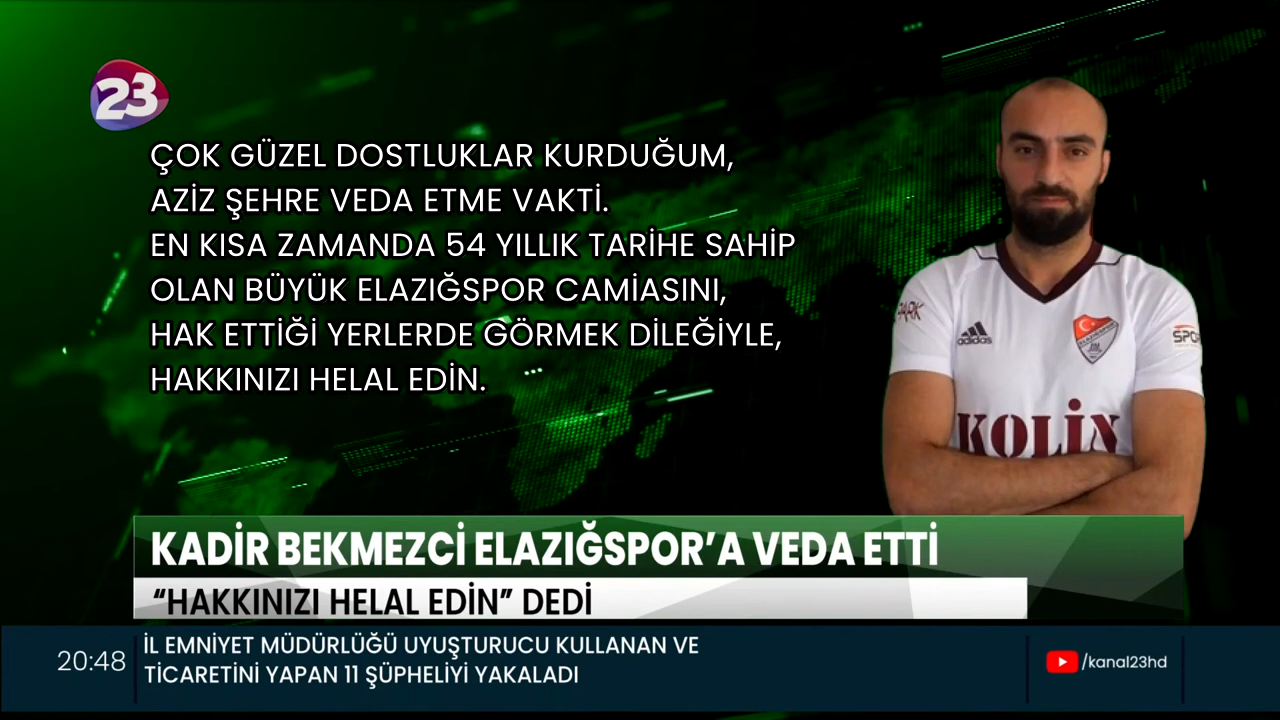 23
ÇOK GÜZEL DOSTLUKLAR KURDUĞUM,
AZİZ ŞEHRE VEDA ETME VAKTİ.
EN KISA ZAMANDA 54 YILLIK TARİHE SAHİP
OLAN BÜYÜK ELAZIĞSPOR CAMİASINI,
HAK ETTİĞİ YERLERDE GÖRMEK DİLEĞİYLE,
HAKKINIZI HELAL EDİN.
adidas
KOLİN
KADİR BEKMEZCİ ELAZIĞSPOR’A VEDA ETTİ
“HAKKINIZI HELAL EDİN” DEDİ
20:48
İL EMNİYET MÜDÜRLÜĞÜ UYUŞTURUCU KULLANAN VE
TİCARETİNİ YAPAN 11 ŞÜPHELİYİ YAKALADI
/kanal23hd